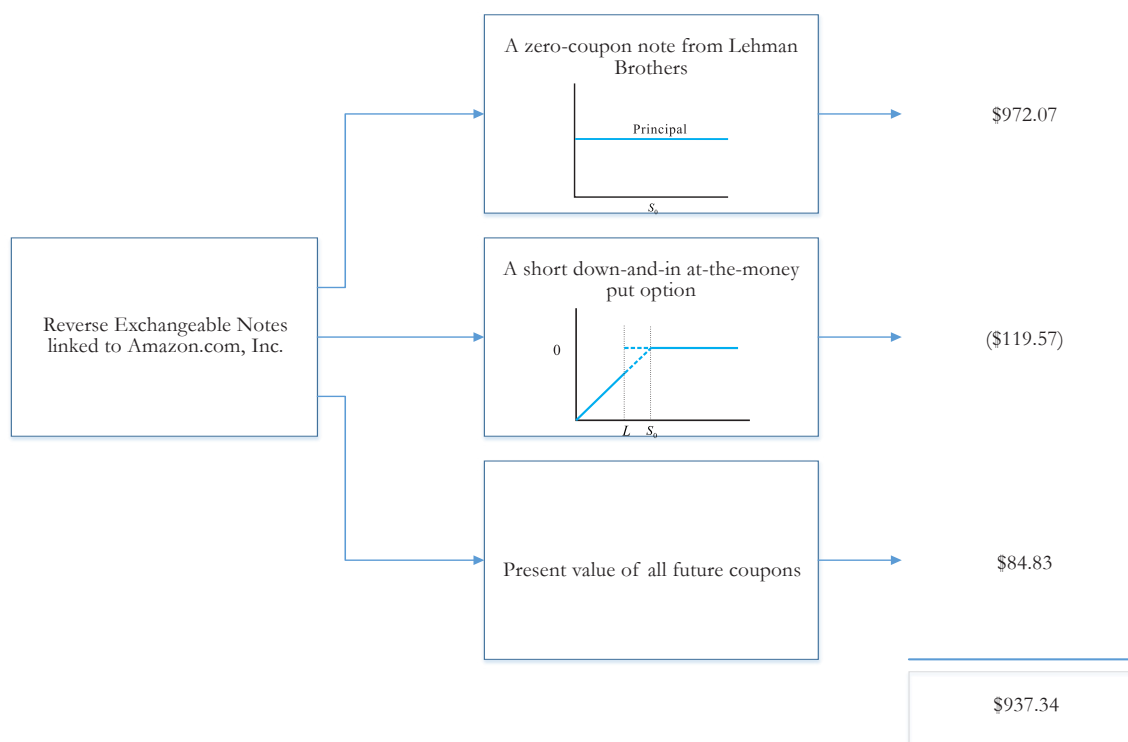 A zero-coupon note from Lehman
Brothers
Principal
S₀
$972.07
Reverse Exchangeable Notes
linked to Amazon.com, Inc.
A short down-and-in at-the-money
put option
0
L S₀
($119.57)
Present value of all future coupons
$84.83
$937.34